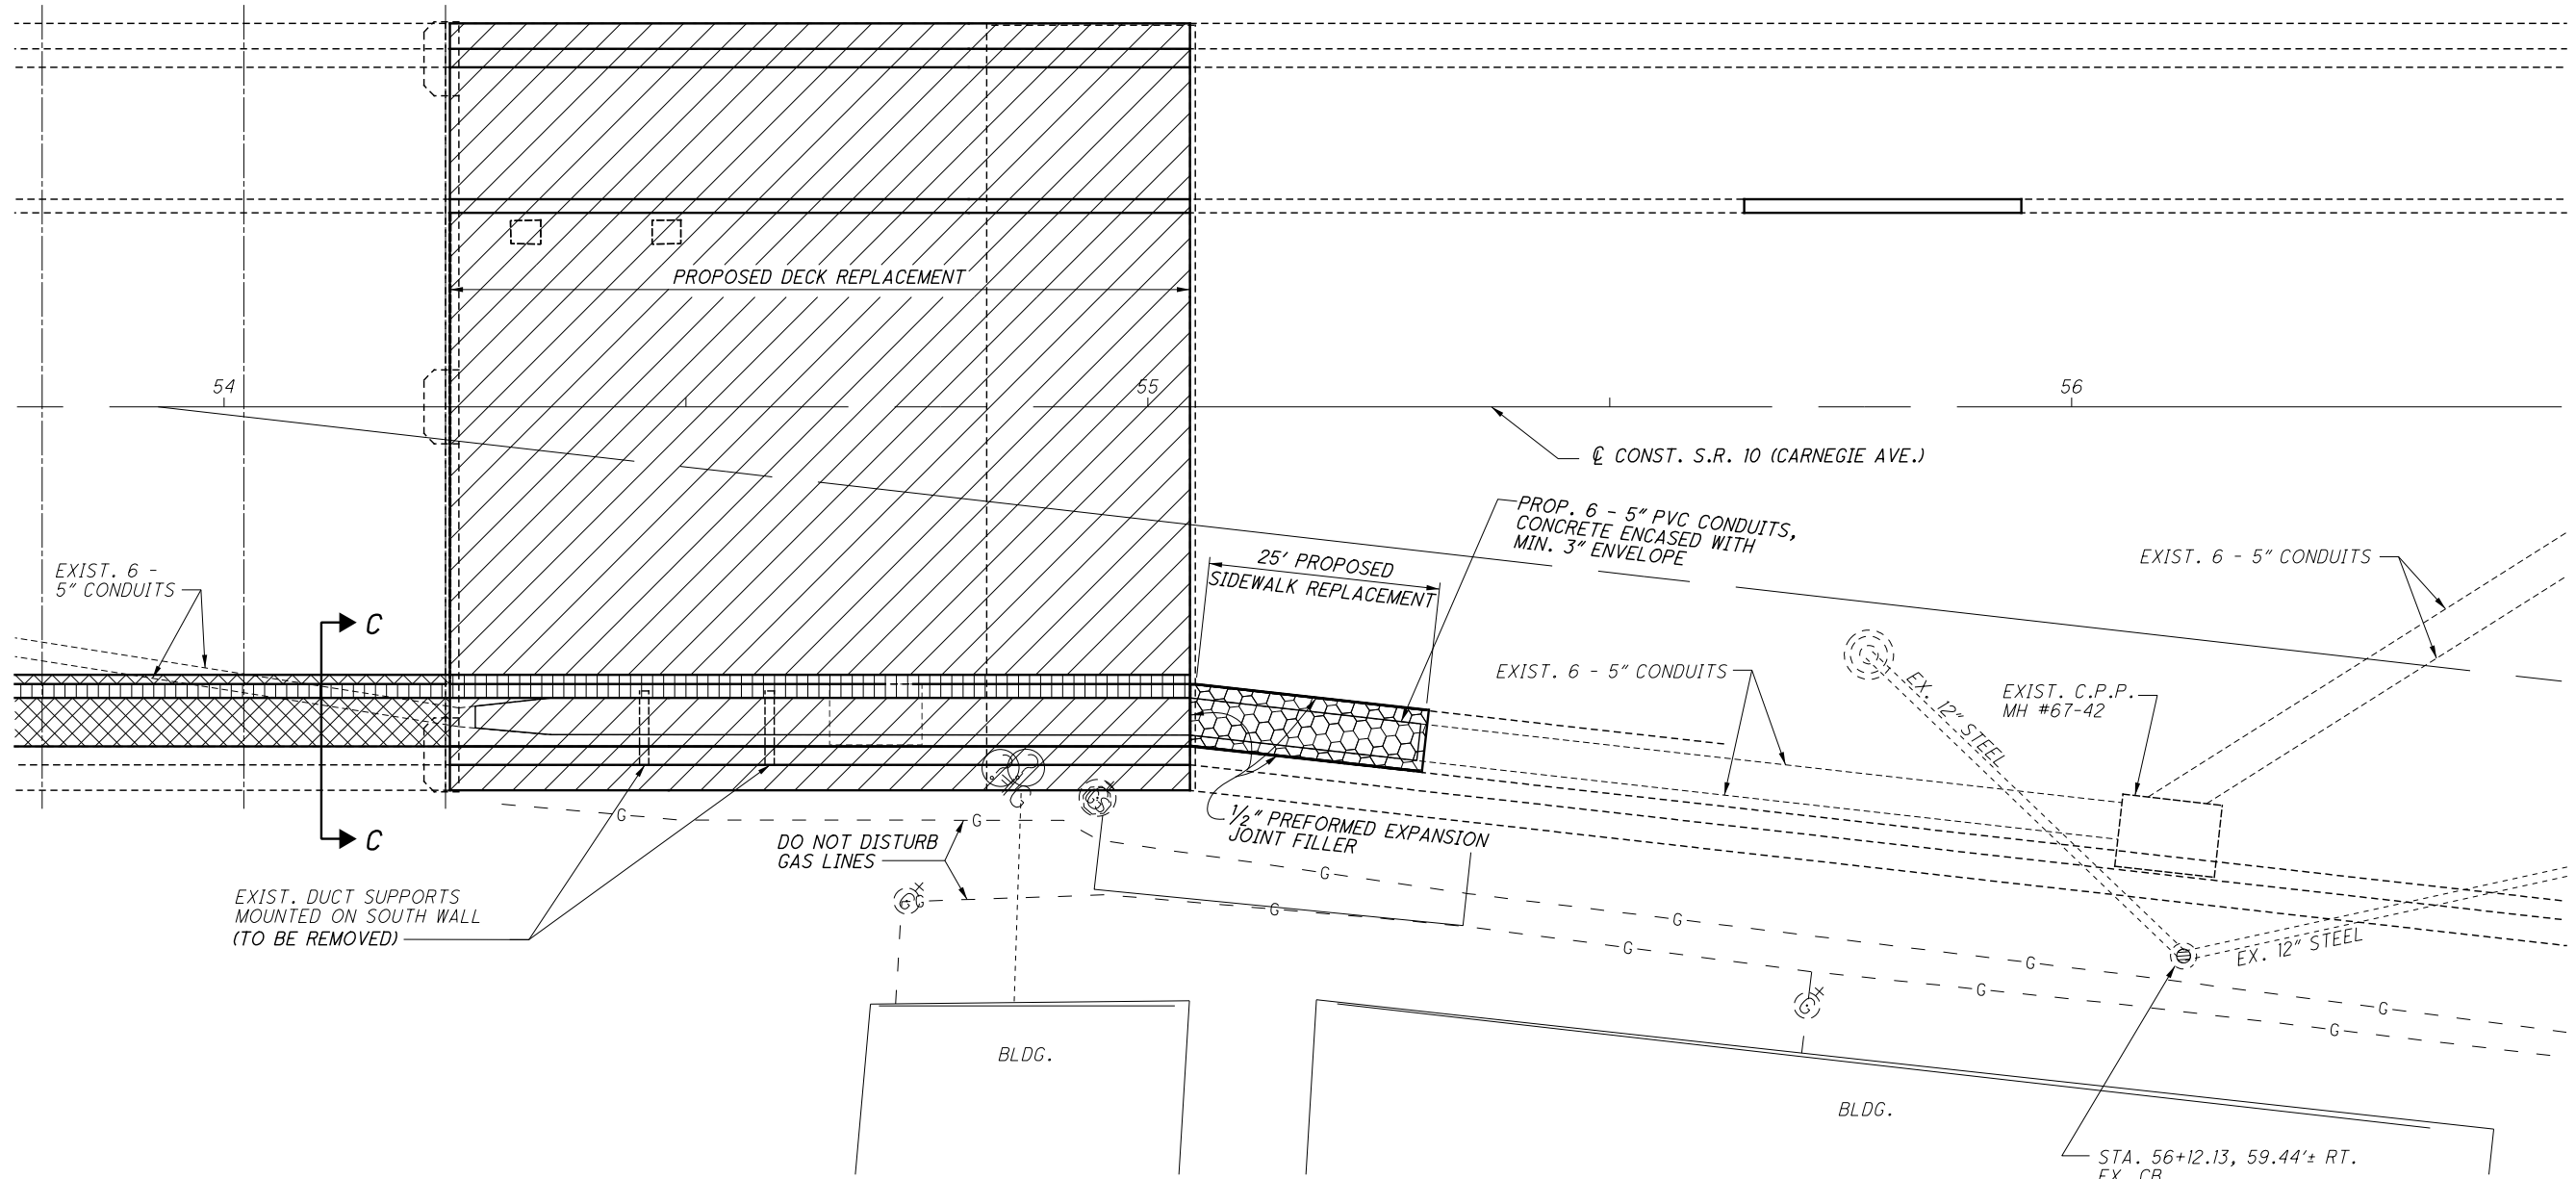 PROPOSED DECK REPLACEMENT
54
55
56
℄ CONST. S.R. 10 (CARNEGIE AVE.)
PROP. 6 - 5" PVC CONDUITS,
CONCRETE ENCASED WITH
MIN. 3" ENVELOPE
25' PROPOSED
SIDEWALK REPLACEMENT
EXIST. 6 - 5" CONDUITS
EXIST. 6 -
5" CONDUITS
C
C
EXIST. 6 - 5" CONDUITS
EX. 12" STEEL
EXIST. C.P.P.
MH #67-42
1/2" PREFORMED EXPANSION
JOINT FILLER
G
G
DO NOT DISTURB
GAS LINES
EXIST. DUCT SUPPORTS
MOUNTED ON SOUTH WALL
(TO BE REMOVED)
G
G
G
G
G
G
G
G
G
G
G
G
EX. 12" STEEL
BLDG.
BLDG.
STA. 56+12.13, 59.44'± RT.
EX. CB